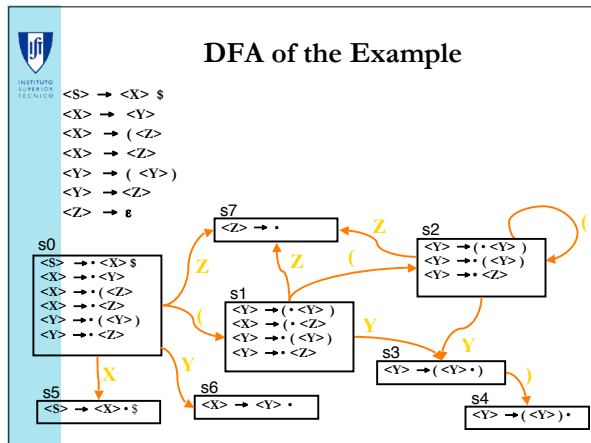 INSTITUTO
SUPERIOR
TÉCNICO
DFA of the Example
<S> → <X> $
<X> → <Y>
<X> → ( <Z>
<X> → <Z>
<Y> → ( <Y> )
<Y> → <Z>
<Z> → ε
s7
<Z> → •
s2
<Y> → ( • <Y> )
<Y> → • ( <Y> )
<Y> → • <Z>
(
s0
<S> → • <X> $
<X> → • <Y>
<X> → • ( <Z>
<X> → • <Z>
<Y> → • ( <Y> )
<Y> → • <Z>
Z
Z
Z
(
(
s1
<Y> → ( • <Y> )
<X> → ( • <Z>
<Y> → • ( <Y> )
<Y> → • <Z>
Y
Y
s3
<Y> → ( <Y> • )
)
X
Y
s5
<S> → <X> • $
s6
<X> → <Y> •
s4
<Y> → ( <Y> ) •